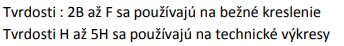 Tvrdosti : 2B až F sa používajú na bežné kreslenie
Tvrdosti H až 5H sa používajú na technické výkresy